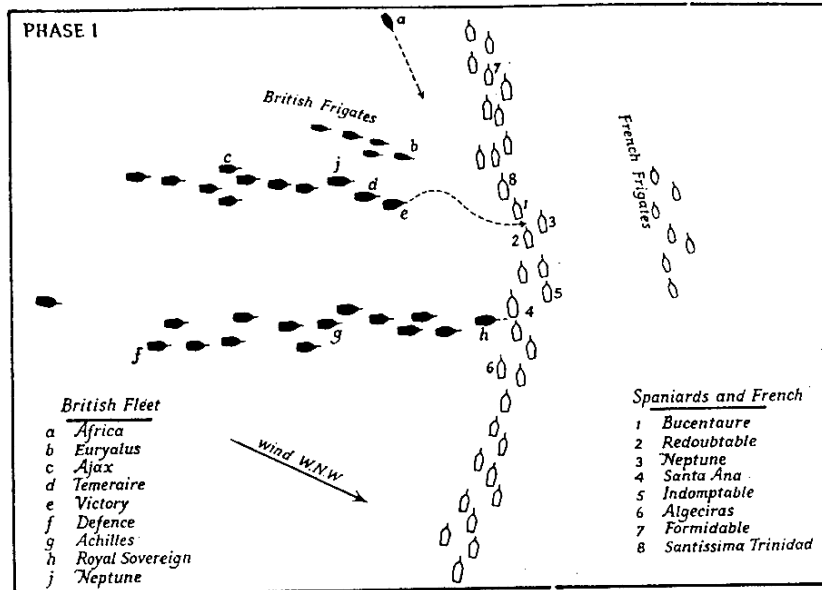 PHASE I
a
7
British Frigates
b
c
j
d
e
8
1
3
2
French Frigates
5
4
h
g
f
6
British Fleet
a Africa
b Euryalus
c Ajax
d Temeraire
e Victory
f Defence
g Achilles
h Royal Sovereign
j Neptune
wind W.N.W
Spaniards and French
1 Bucentaure
2 Redoubtable
3 Neptune
4 Santa Ana
5 Indomptable
6 Algeciras
7 Formidable
8 Santissima Trinidad